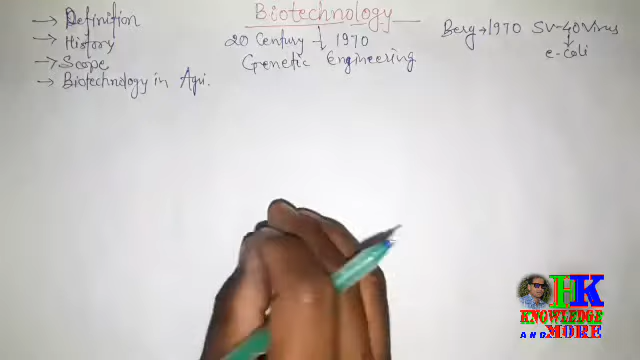 Biotechnology
→ Definition
→ History
→ Scope
→ Biotechnology in Agri.
20 Century - 1970
Genetic Engineering
Berg → 1970 SV-40 Virus
e-coli
HK
KNOWLEDGE
AND
MORE